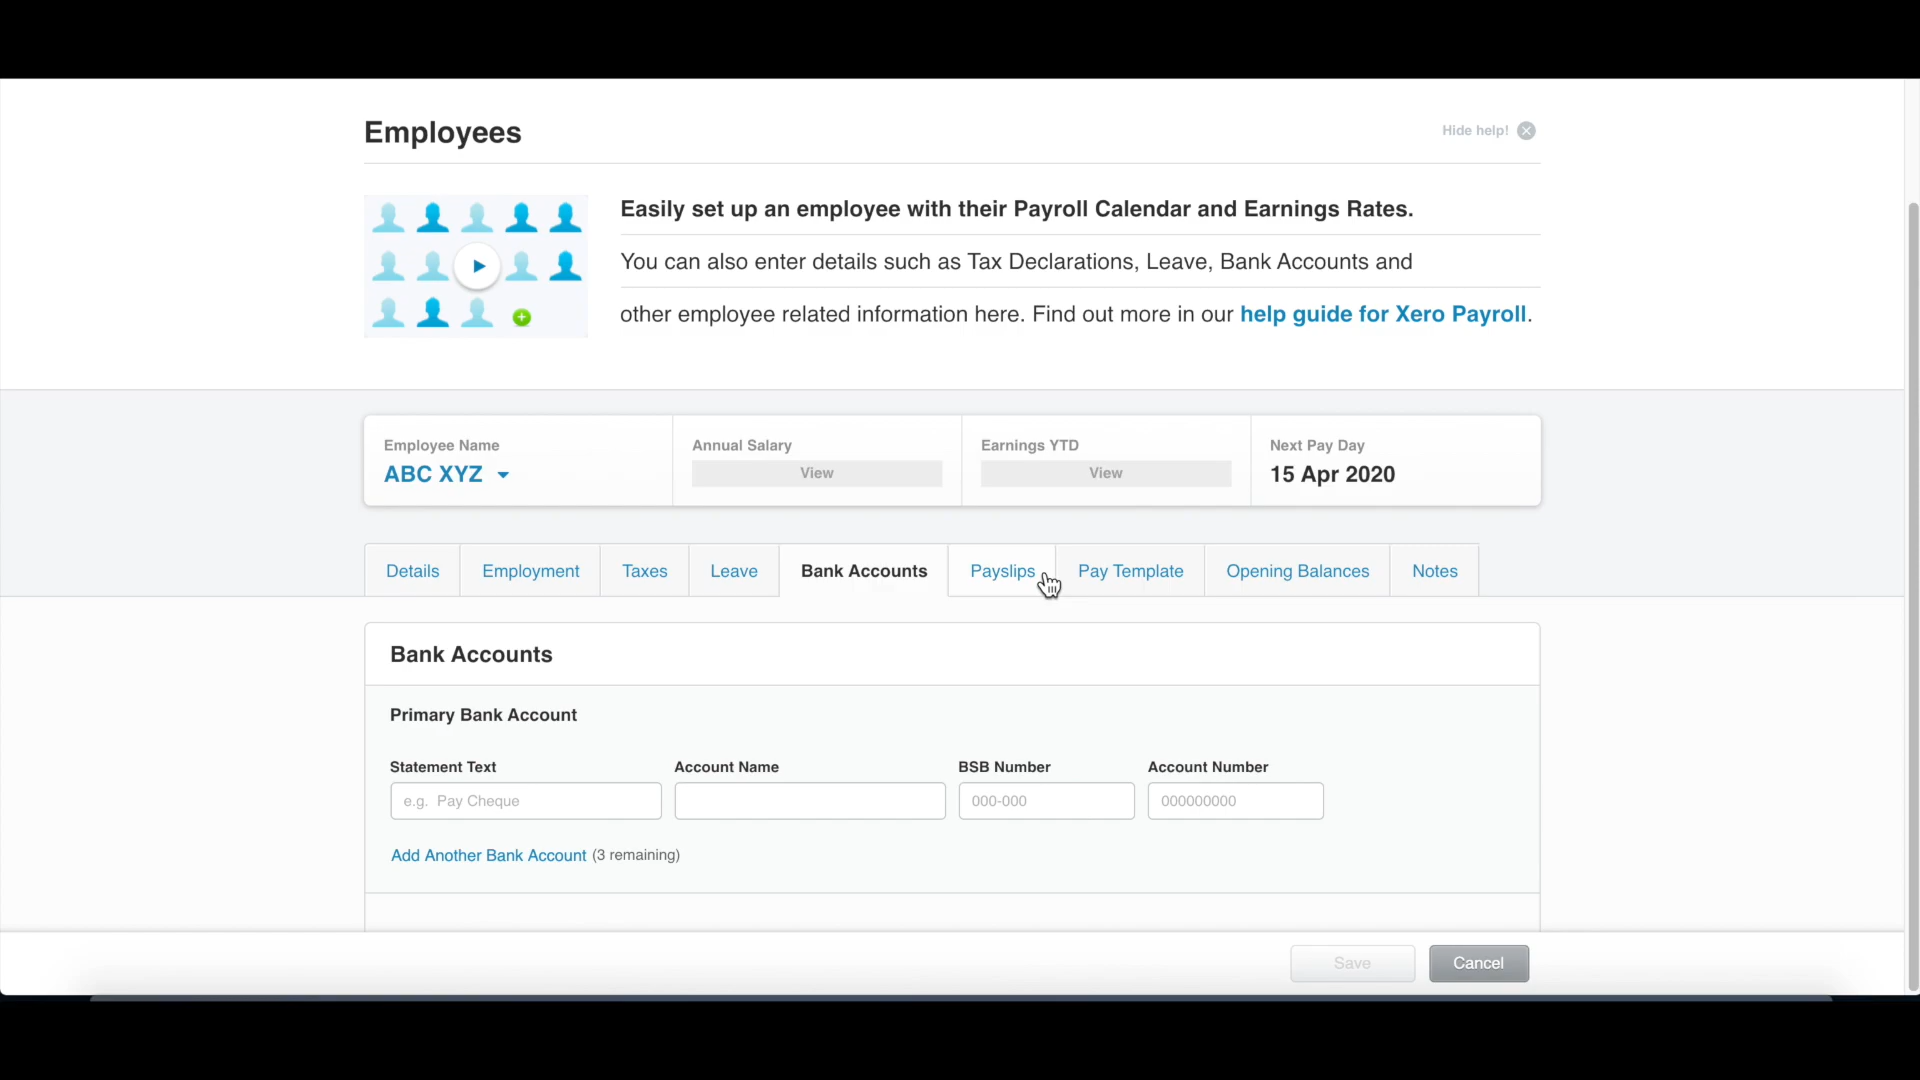 Employees
Hide help!
Easily set up an employee with their Payroll Calendar and Earnings Rates.
You can also enter details such as Tax Declarations, Leave, Bank Accounts and
other employee related information here. Find out more in our help guide for Xero Payroll.
Employee Name Annual Salary Earnings YTD Next Pay Day
ABC XYZ View View 15 Apr 2020
Details Employment Taxes Leave Bank Accounts Payslips Pay Template Opening Balances Notes
Bank Accounts
Primary Bank Account
Statement Text Account Name BSB Number Account Number
e.g. Pay Cheque 000-000 000000000
Add Another Bank Account (3 remaining)
Save Cancel